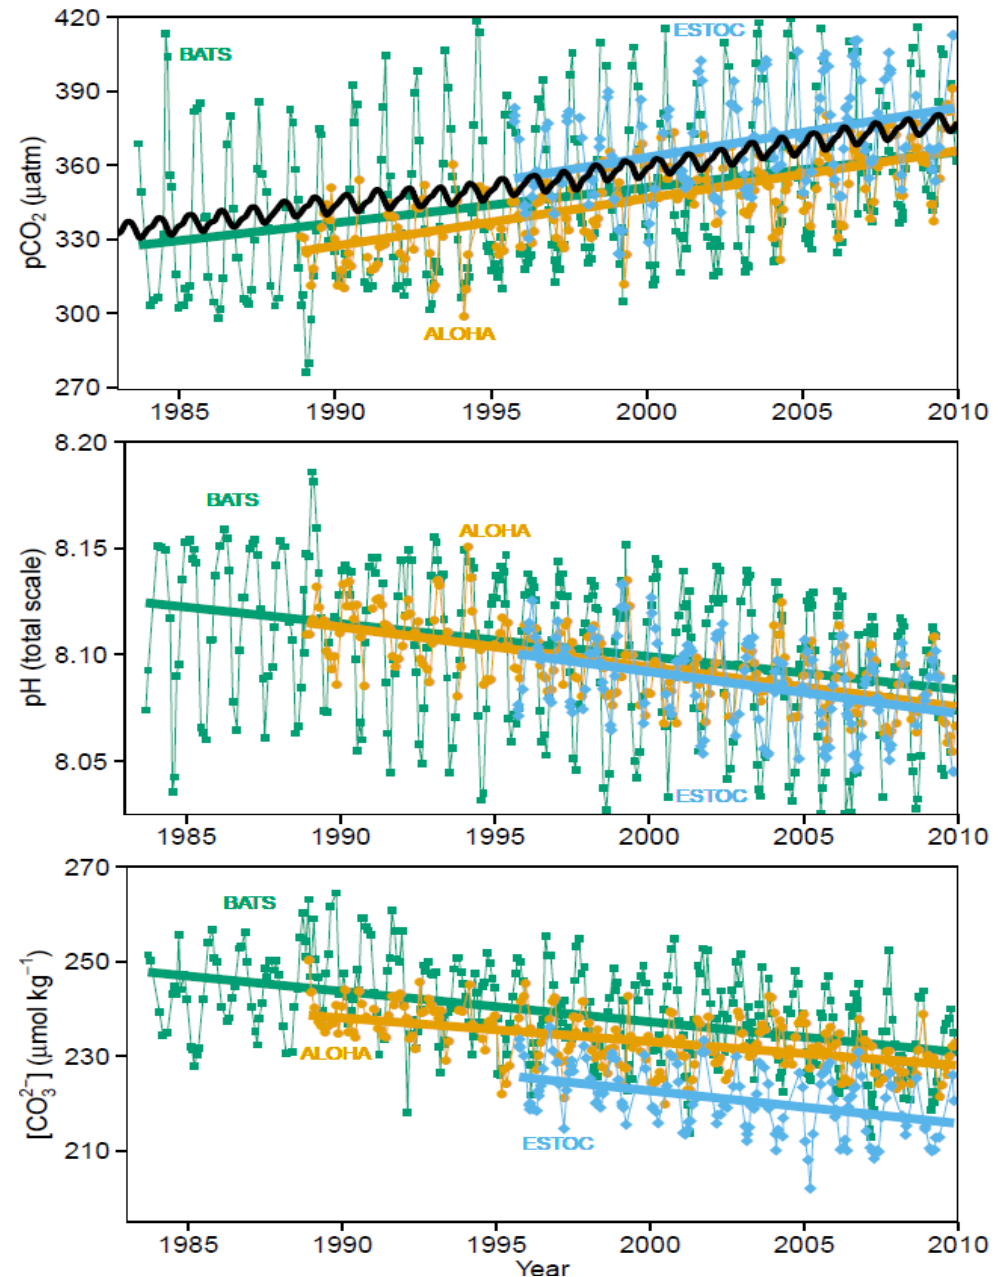 420
390
360
330
300
270
pCO₂ (µatm)
BATS
ESTOC
ALOHA
1985 1990 1995 2000 2005 2010
8.20
8.15
8.10
8.05
pH (total scale)
BATS
ALOHA
ESTOC
1985 1990 1995 2000 2005 2010
270
250
230
210
[CO₃²⁻] (µmol kg⁻¹)
BATS
ALOHA
ESTOC
1985 1990 1995 2000 2005 2010
Year